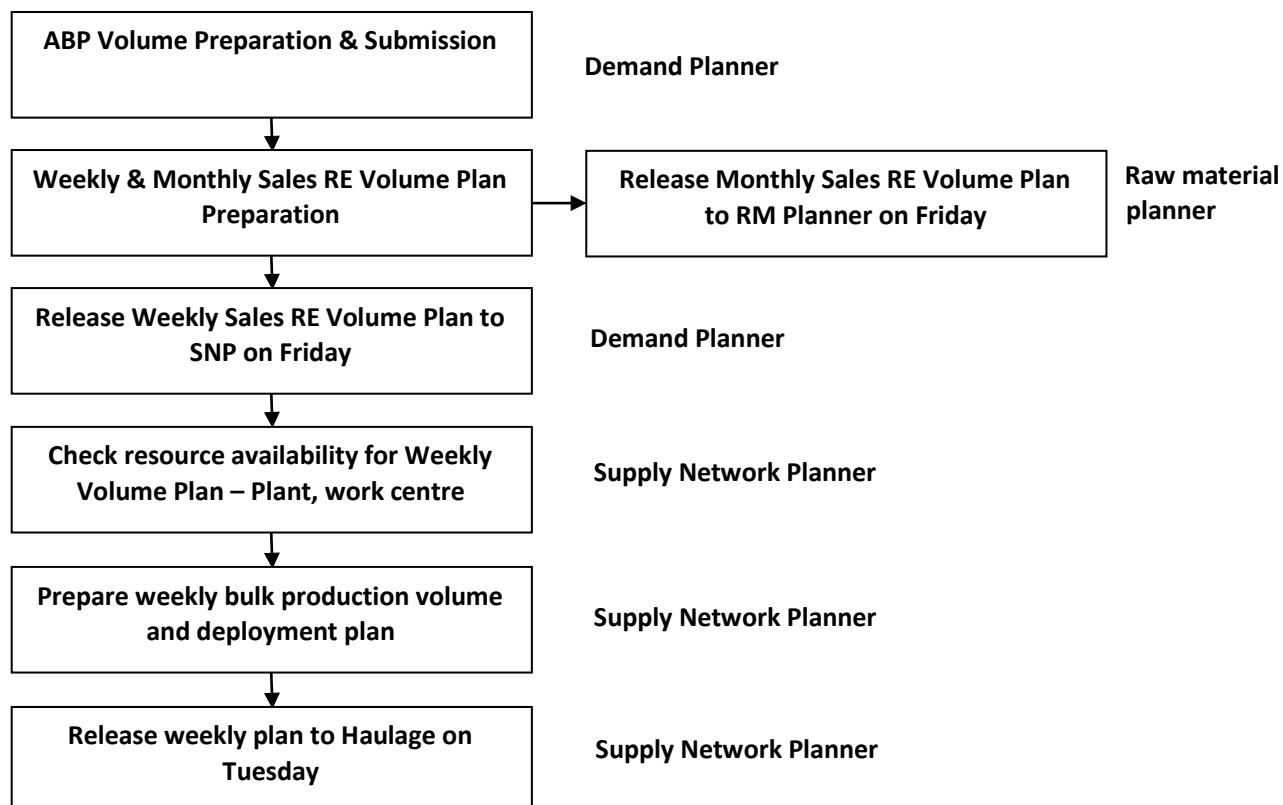 ABP Volume Preparation & Submission
Demand Planner
Weekly & Monthly Sales RE Volume Plan
Preparation
Release Monthly Sales RE Volume Plan
to RM Planner on Friday
Raw material
planner
Release Weekly Sales RE Volume Plan to
SNP on Friday
Demand Planner
Check resource availability for Weekly
Volume Plan – Plant, work centre
Supply Network Planner
Prepare weekly bulk production volume
and deployment plan
Supply Network Planner
Release weekly plan to Haulage on
Tuesday
Supply Network Planner